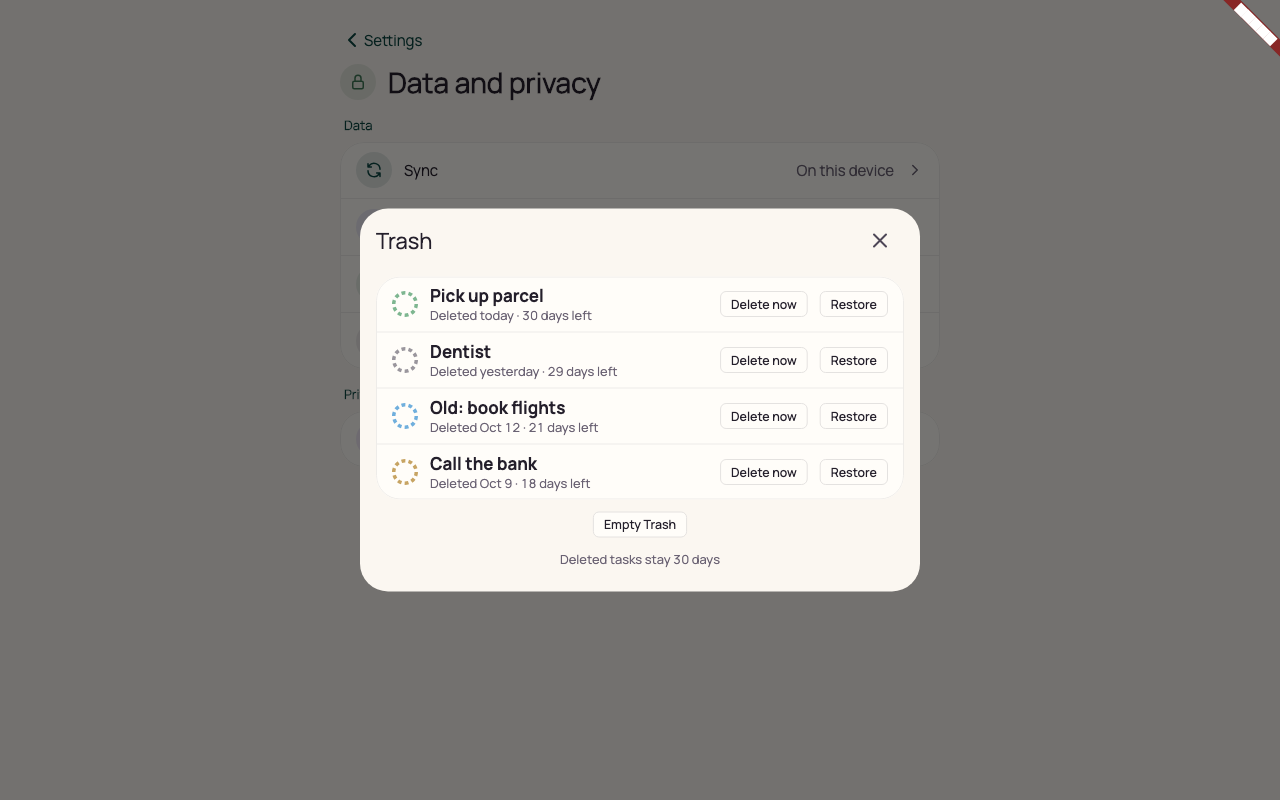 Settings
Data and privacy
Data
Sync On this device
Trash
Pick up parcel
Deleted today · 30 days left
Delete now Restore
Dentist
Deleted yesterday · 29 days left
Delete now Restore
Old: book flights
Deleted Oct 12 · 21 days left
Delete now Restore
Call the bank
Deleted Oct 9 · 18 days left
Delete now Restore
Empty Trash
Deleted tasks stay 30 days